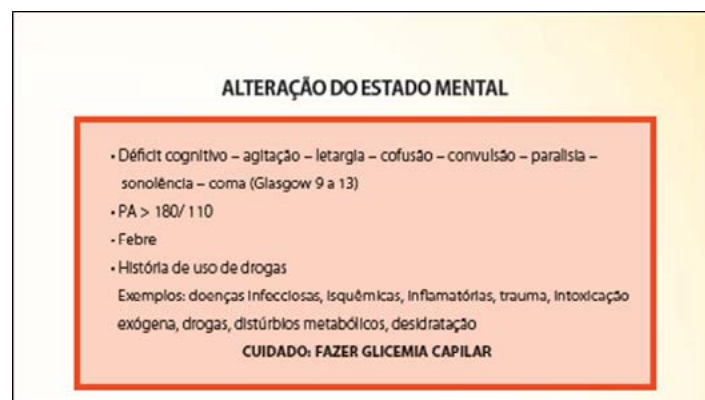 ALTERAÇÃO DO ESTADO MENTAL
• Déficit cognitivo – agitação – letargia – cofusão – convulsão – paralisia –
sonolência – coma (Glasgow 9 a 13)
• PA > 180/ 110
• Febre
• História de uso de drogas
Exemplos: doenças infecciosas, isquêmicas, inflamatórias, trauma, intoxicação
exógena, drogas, distúrbios metabólicos, desidratação
CUIDADO: FAZER GLICEMIA CAPILAR